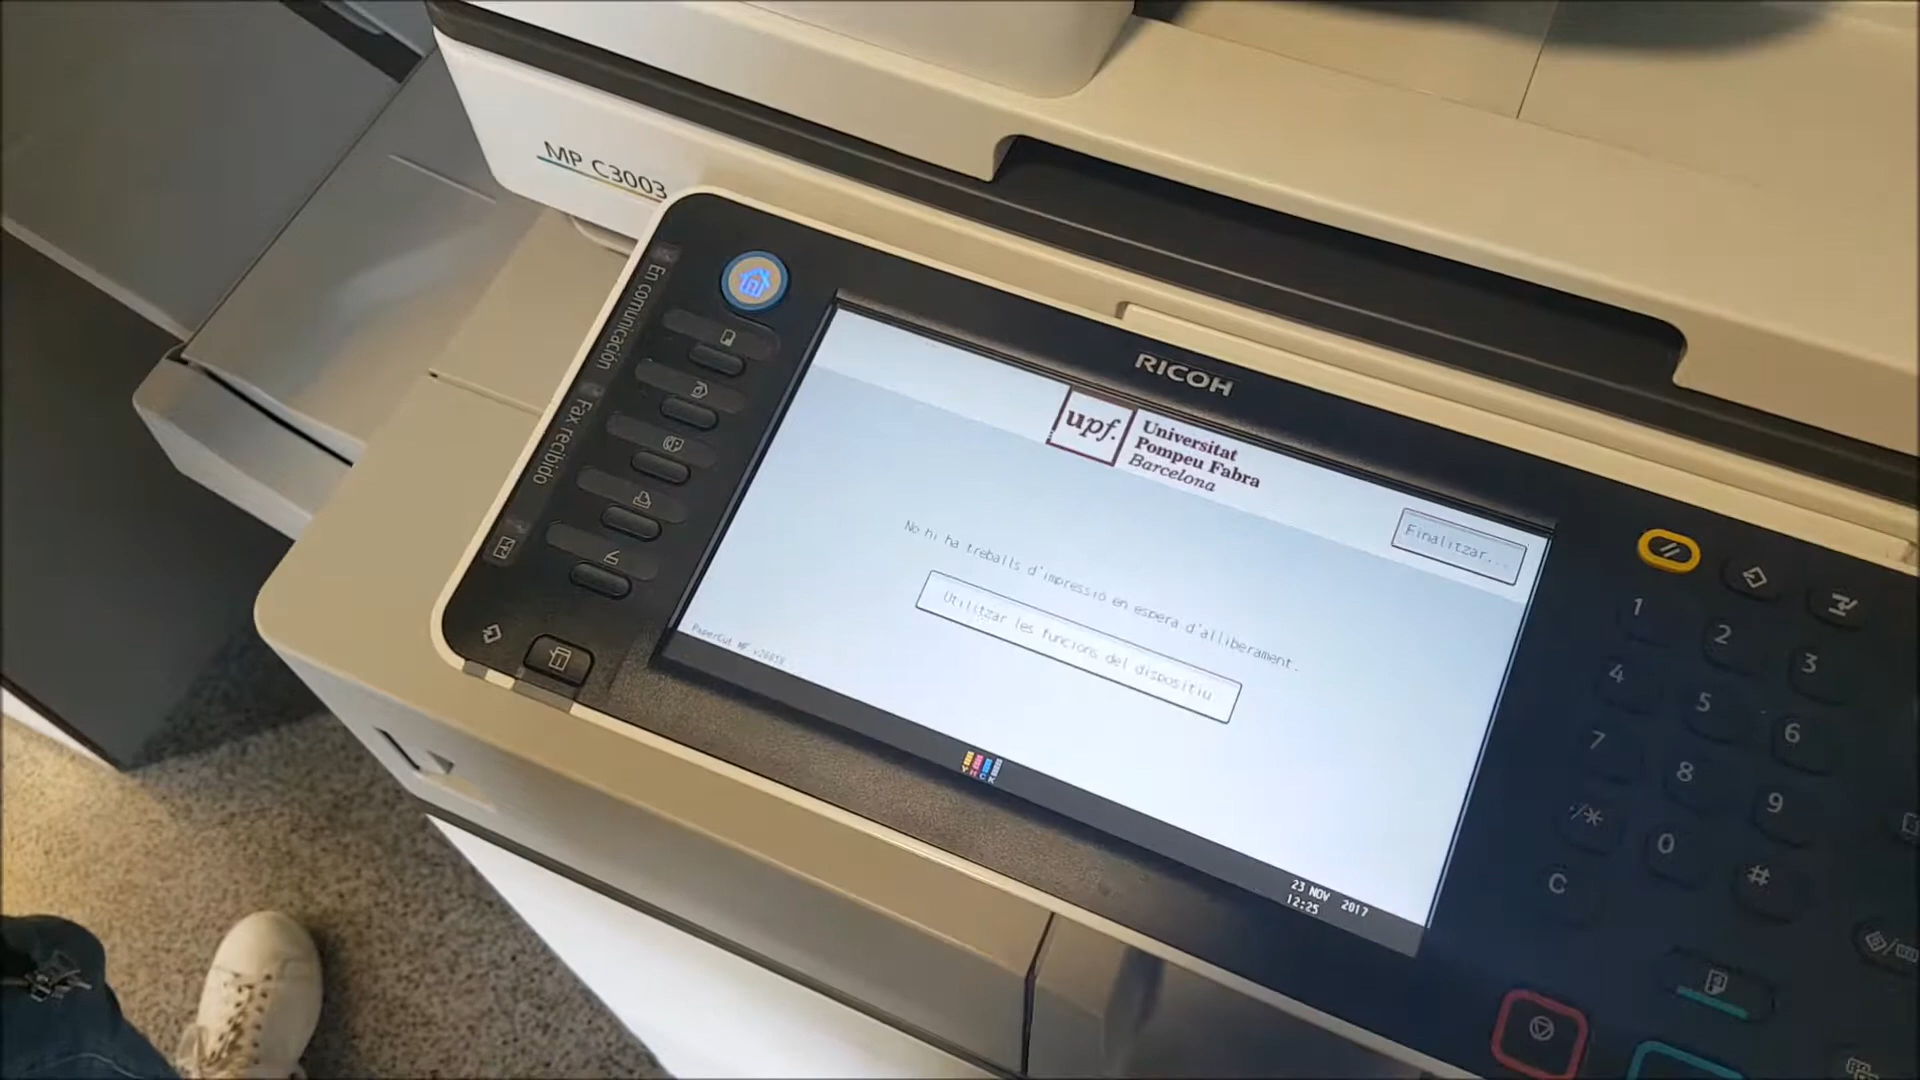 MP C3003
RICOH
En comunicación
Fax recibido
upf.
Universitat
Pompeu Fabra
Barcelona
Finalitzar...
No hi ha treballs d'impressió en espera d'alliberament.
Utilitzar les funcions del dispositiu
PaperCut MF
23 NOV 2017
12:25
1
2
3
4
5
6
7
8
9
./*
0
#
C